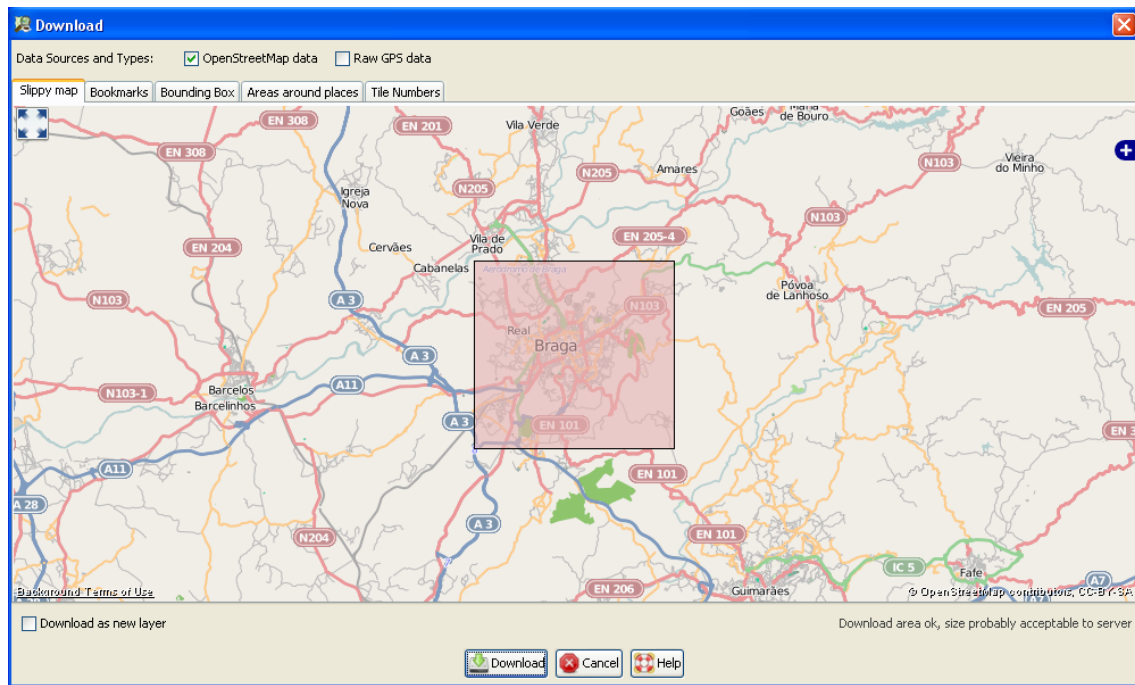 Download
Data Sources and Types: OpenStreetMap data Raw GPS data
Slippy map Bookmarks Bounding Box Areas around places Tile Numbers
EN 308
EN 201
Vila Verde
Goães
de Bouro
EN 308
N103
Vieira
do Minho
Igreja
Nova
N205
N205
Amares
N103
EN 204
Cervães
Vila de
Prado
EN 205-4
Cabanelas
Aeródromo de Braga
Póvoa
de Lanhoso
N103
A 3
N103
EN 205
Real
Braga
A 3
N103-1
Barcelos
Barcelinhos
A11
A 3
EN 101
EN 3
A11
EN 101
A 28
N204
A 3
EN 101
IC 5
Fafe
EN 206
Guimarães
A7
Background Terms of Use
© OpenStreetMap contributors, CC-BY-SA
Download as new layer
Download area ok, size probably acceptable to server
Download Cancel Help